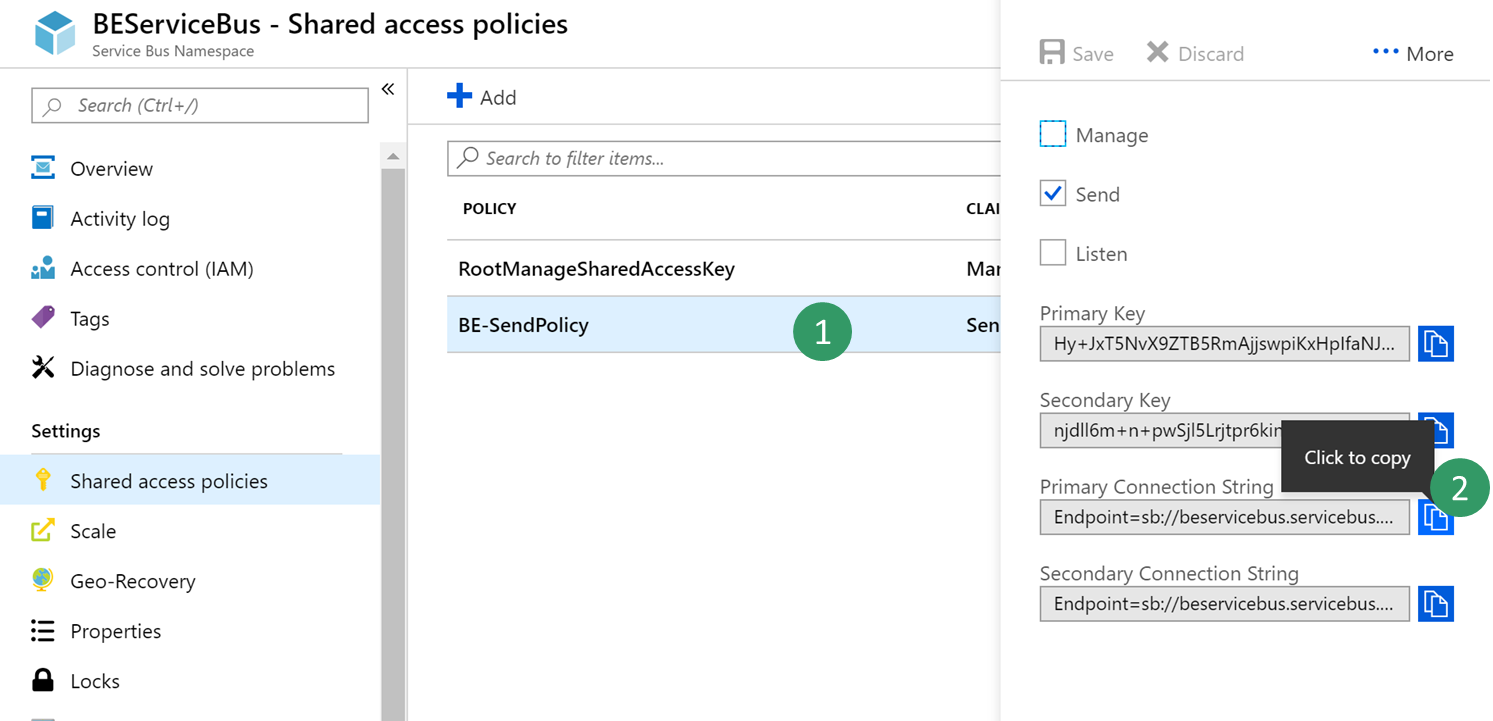 BEServiceBus - Shared access policies
Service Bus Namespace
Search (Ctrl+/)
«
Overview
Activity log
Access control (IAM)
Tags
Diagnose and solve problems
Settings
Shared access policies
Scale
Geo-Recovery
Properties
Locks
Add
Search to filter items...
POLICY
CLAI
RootManageSharedAccessKey
Mar
BE-SendPolicy
1
Sen
Save
Discard
More
Manage
Send
Listen
Primary Key
Hy+JxT5NvX9ZTB5RmAjjswpiKxHpIfaNJ...
Secondary Key
njdll6m+n+pwSjl5Lrjtpr6kin
Click to copy
2
Primary Connection String
Endpoint=sb://beservicebus.servicebus....
Secondary Connection String
Endpoint=sb://beservicebus.servicebus....